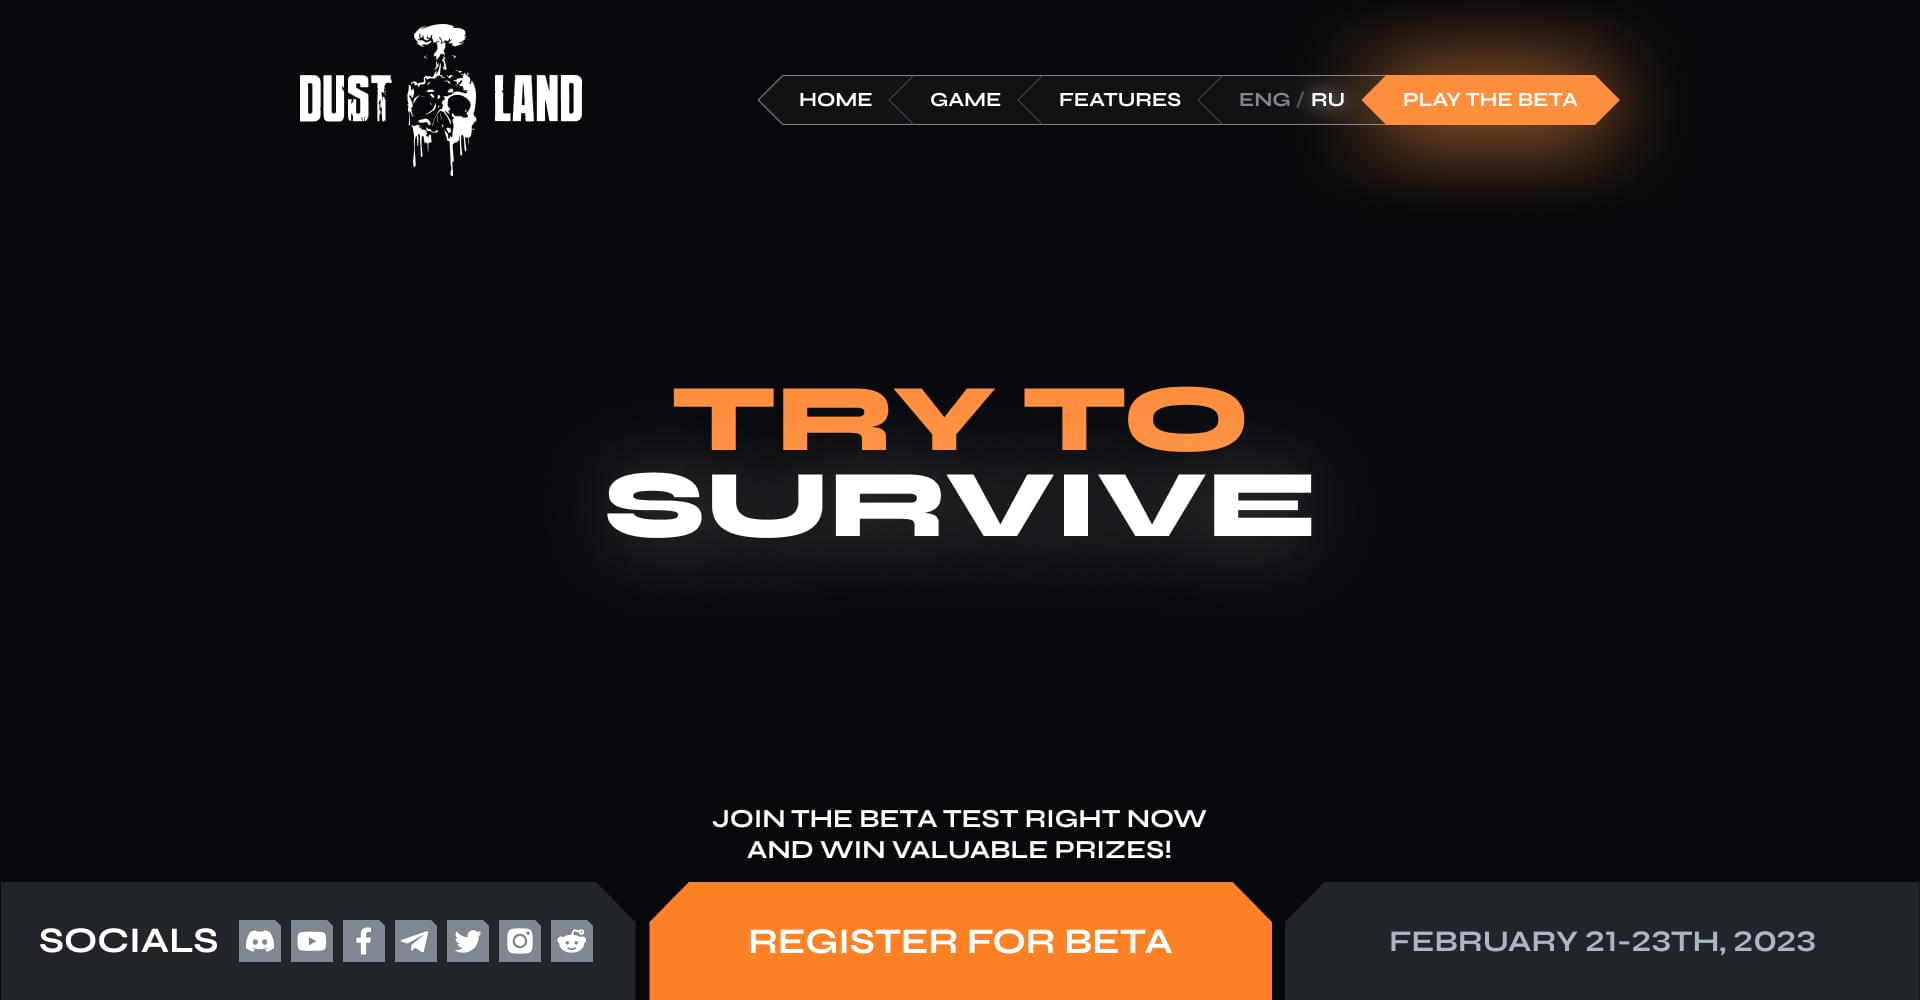 DUST LAND
HOME
GAME
FEATURES
ENG / RU
PLAY THE BETA
TRY TO
SURVIVE
JOIN THE BETA TEST RIGHT NOW
AND WIN VALUABLE PRIZES!
SOCIALS
REGISTER FOR BETA
FEBRUARY 21-23TH, 2023